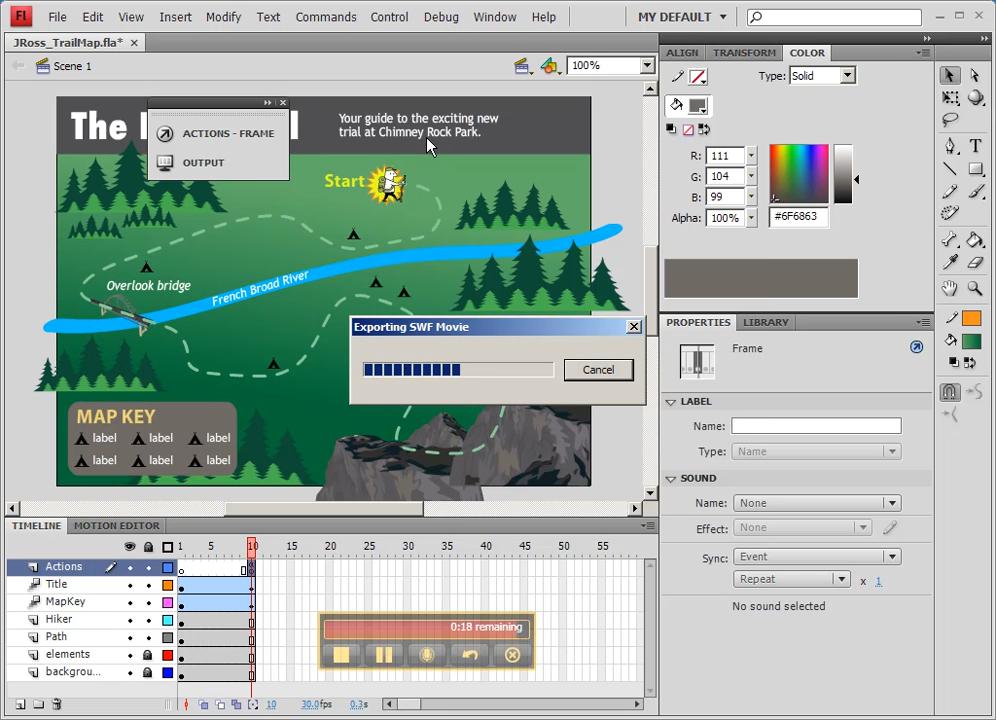 Fl File Edit View Insert Modify Text Commands Control Debug Window Help MY DEFAULT
JRoss_TrailMap.fla*
Scene 1 100%
ALIGN TRANSFORM COLOR
Type: Solid
R: 111
G: 104
B: 99
Alpha: 100% #6F6863
The
Your guide to the exciting new
trial at Chimney Rock Park.
ACTIONS - FRAME
OUTPUT
Start
Overlook bridge
French Broad River
Exporting SWF Movie
Cancel
MAP KEY
label label label
label label label
PROPERTIES LIBRARY
Frame
LABEL
Name:
Type: Name
SOUND
Name: None
Effect: None
Sync: Event
Repeat x 1
No sound selected
TIMELINE MOTION EDITOR
1 5 10 15 20 25 30 35 40 45 50 55
Actions
Title
MapKey
Hiker
Path
elements
backgrou...
0:18 remaining
10 30.0fps 0.3s